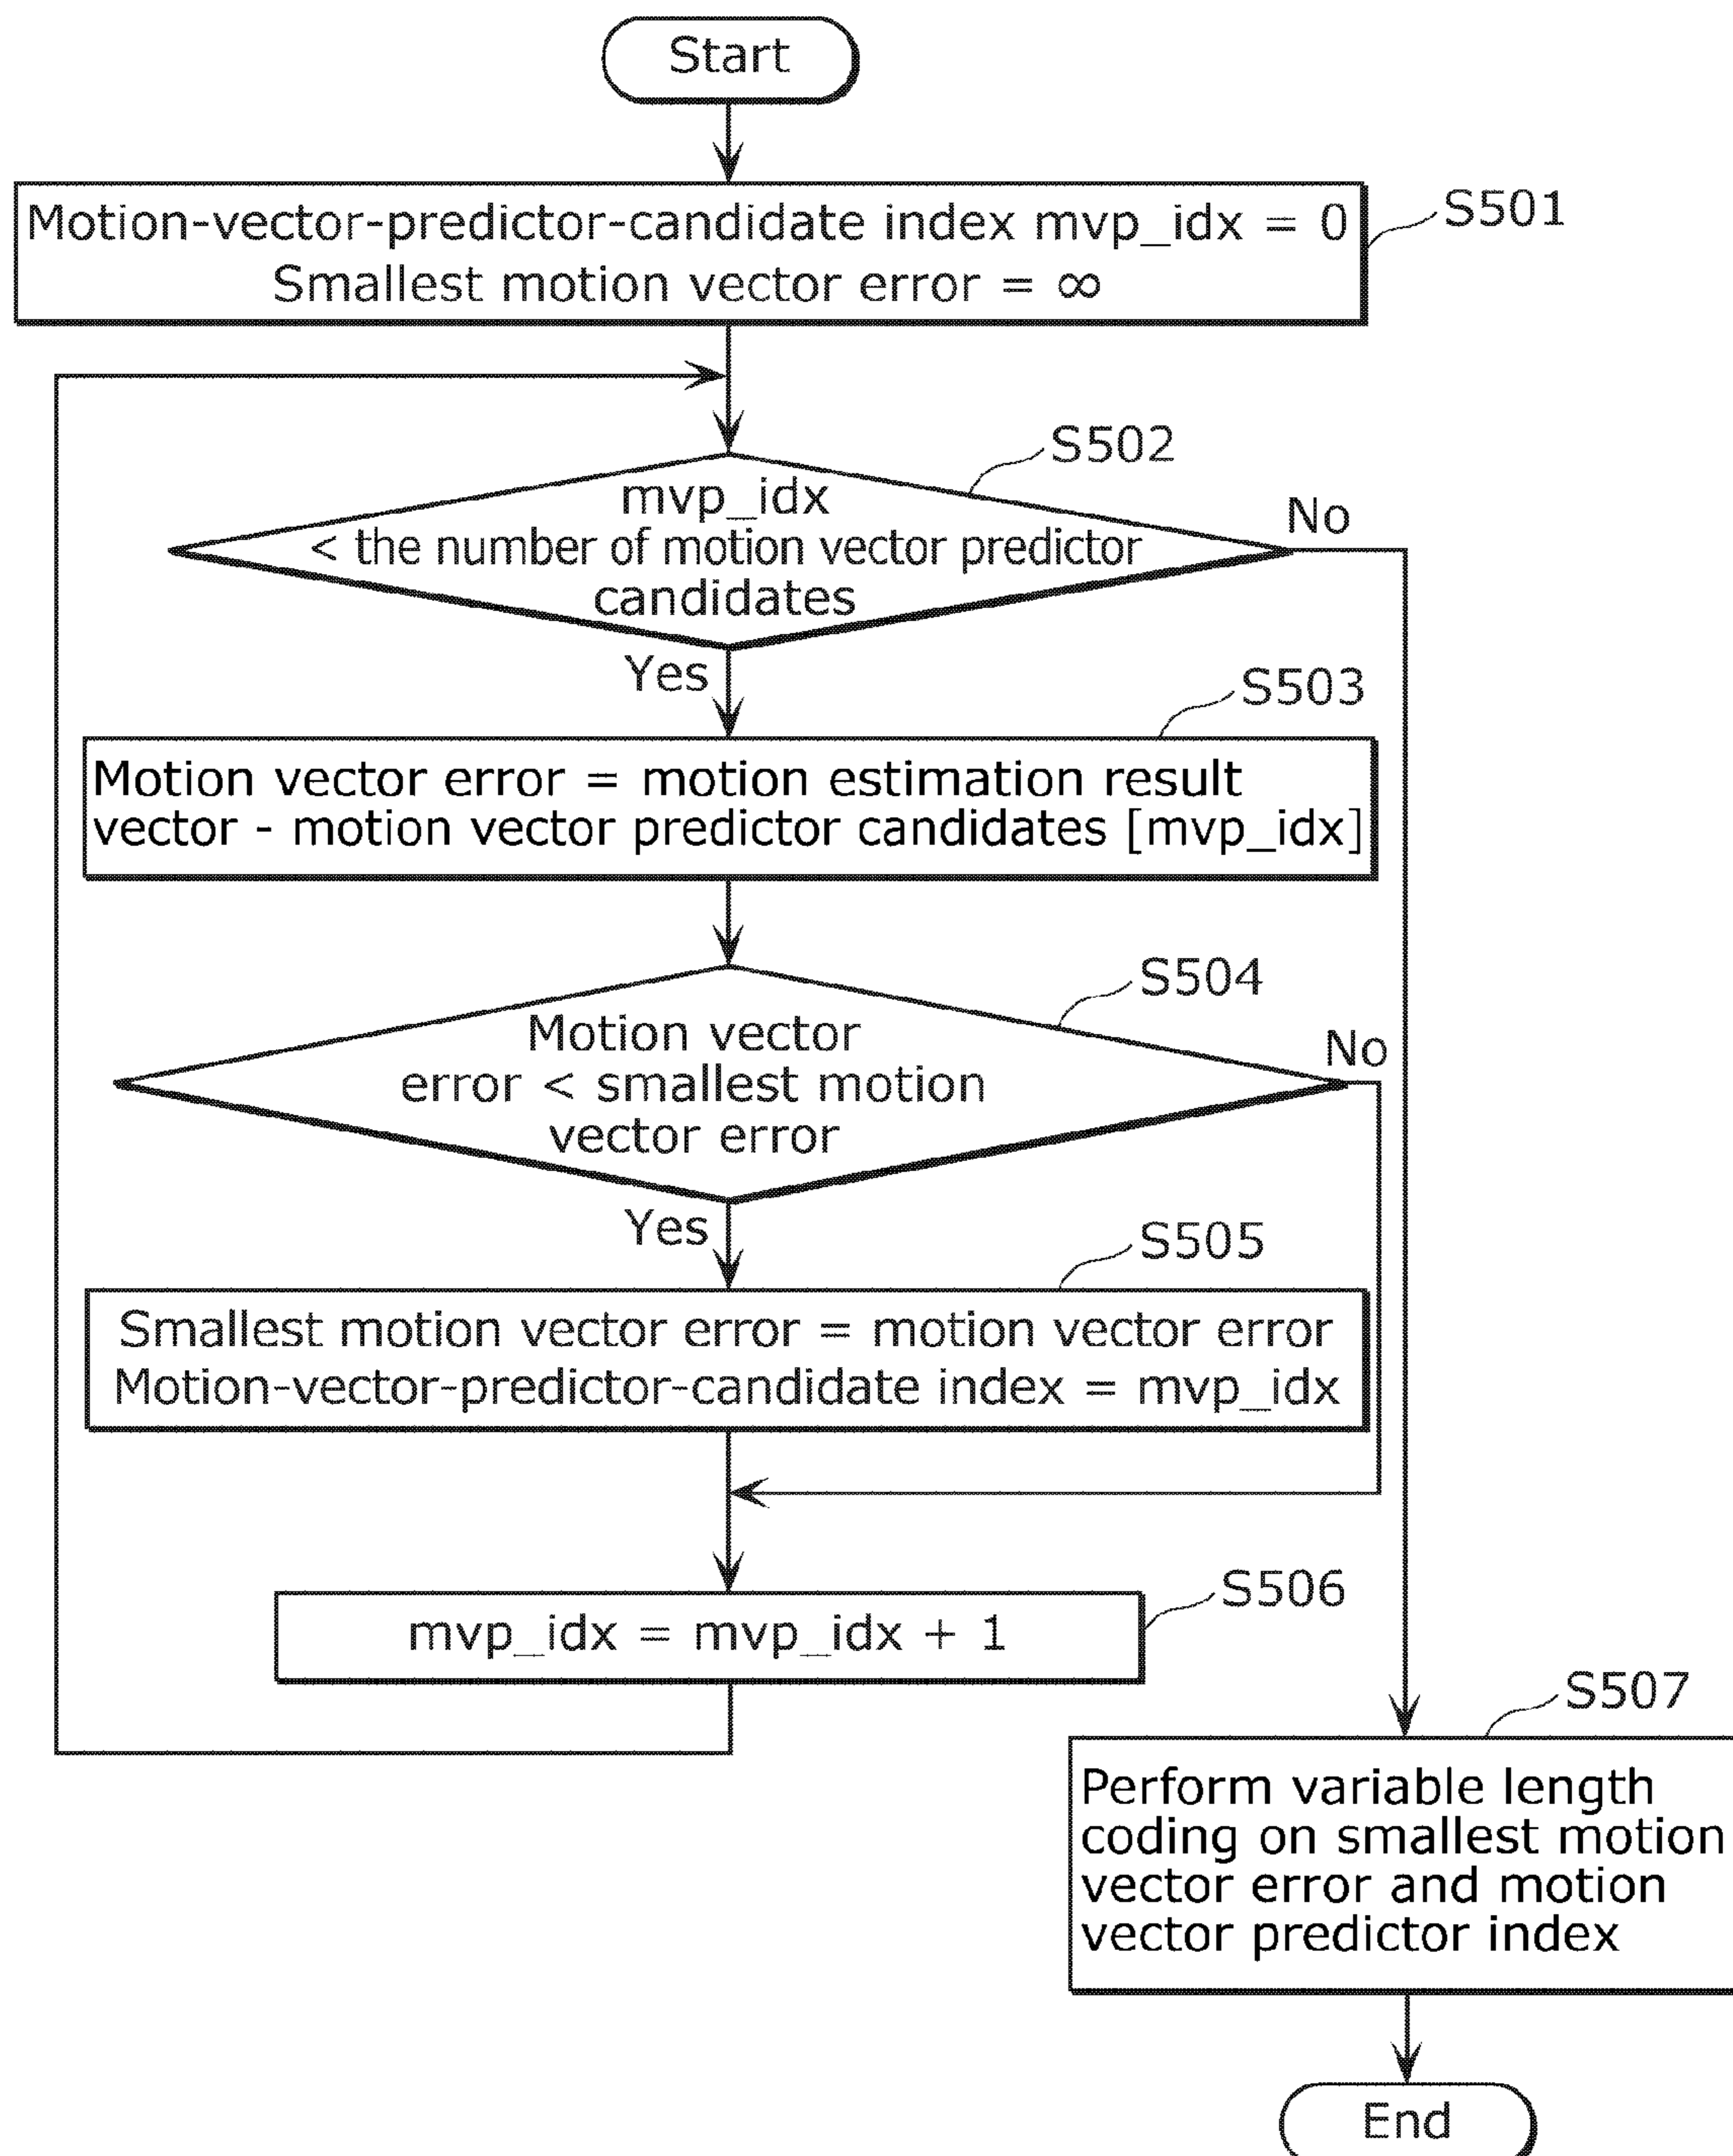 Start
Motion-vector-predictor-candidate index mvp_idx = 0
Smallest motion vector error = ∞
S501
S502
mvp_idx
< the number of motion vector predictor
candidates
No
Yes
S503
Motion vector error = motion estimation result
vector - motion vector predictor candidates [mvp_idx]
S504
Motion vector
error < smallest motion
vector error
No
Yes
S505
Smallest motion vector error = motion vector error
Motion-vector-predictor-candidate index = mvp_idx
S506
mvp_idx = mvp_idx + 1
S507
Perform variable length
coding on smallest motion
vector error and motion
vector predictor index
End